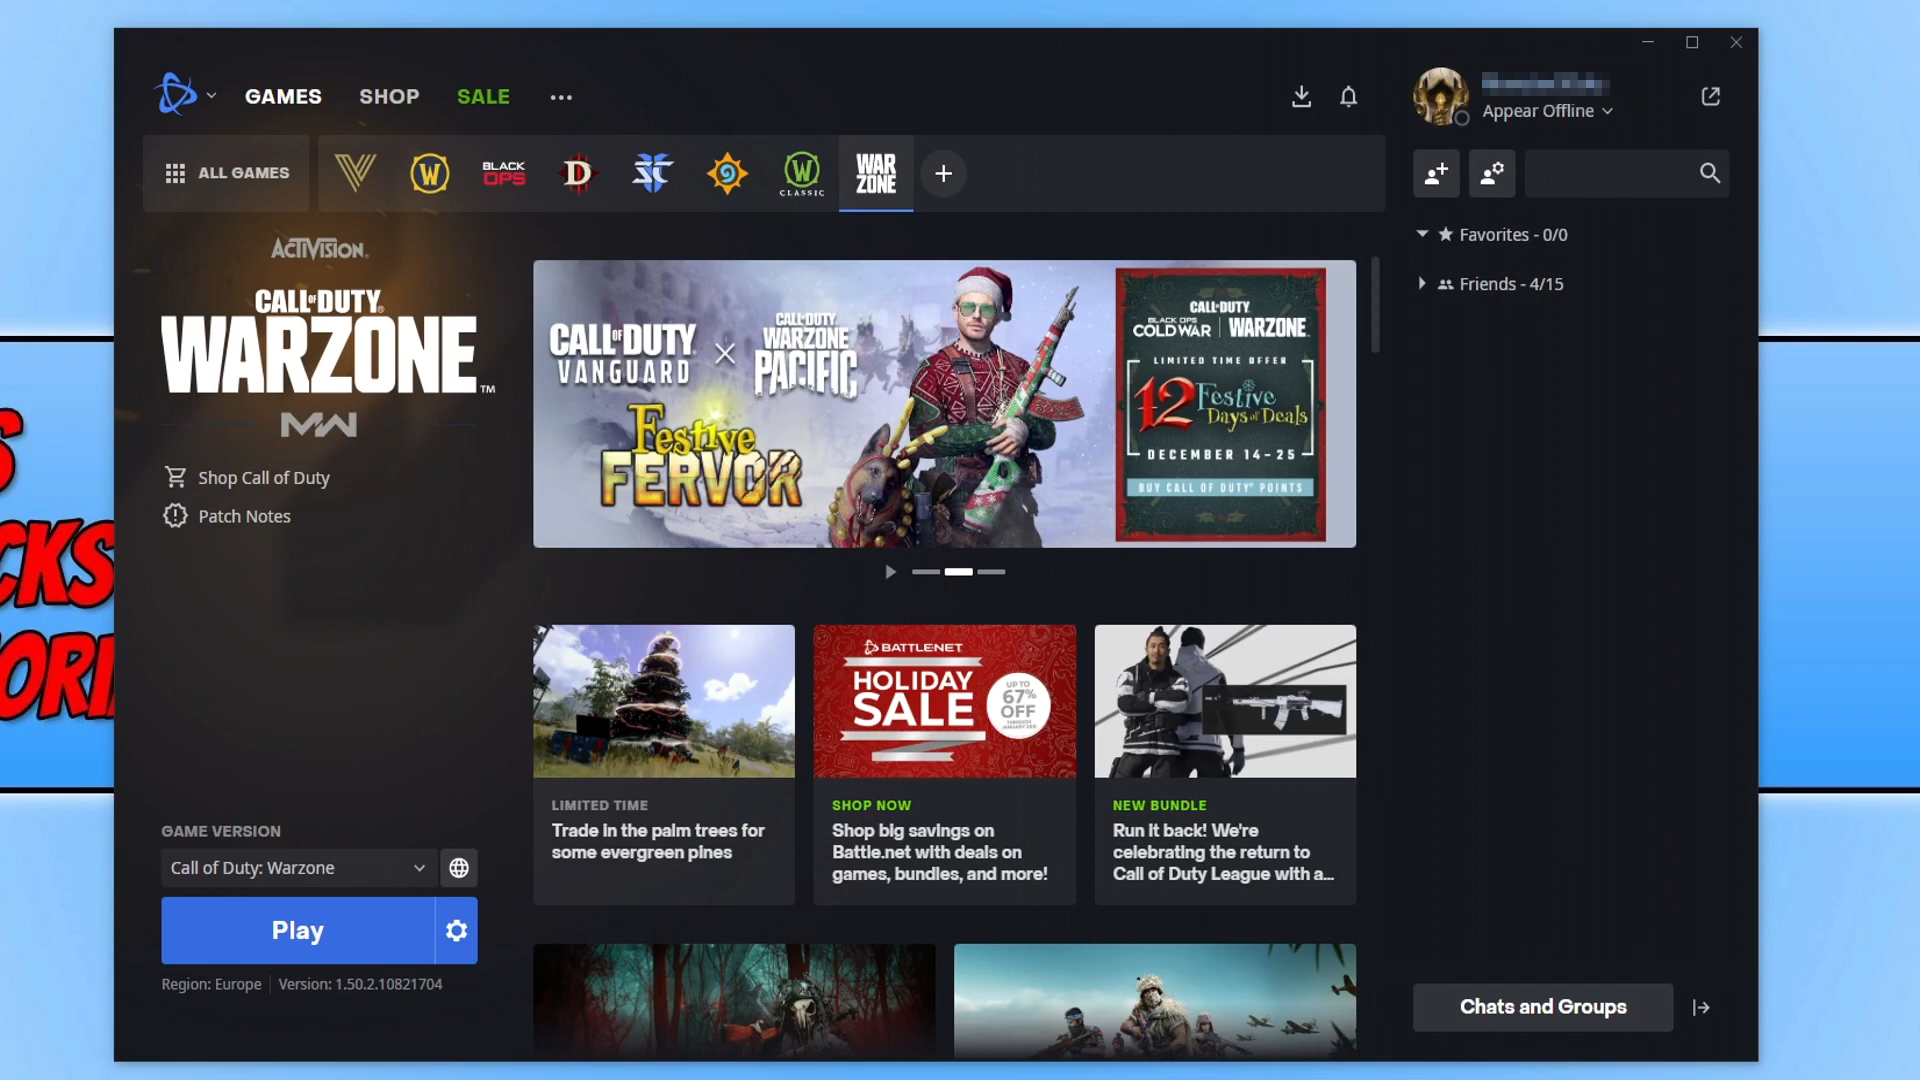 GAMES
SHOP
SALE
Appear Offline
ALL GAMES
W
BLACK
OPS
D
W
CLASSIC
WAR
ZONE
Favorites - 0/0
Friends - 4/15
ACTIVISION.
CALL OF DUTY.
WARZONE™
MW
Shop Call of Duty
Patch Notes
CALL OF DUTY
VANGUARD
CALL OF DUTY
WARZONE
PACIFIC
Festive
FERVOR
CALL OF DUTY
BLACK OPS
COLD WAR | WARZONE
LIMITED TIME OFFER
12 Festive
Days of Deals
DECEMBER 14-25
BUY CALL OF DUTY® POINTS
BATTLENET
HOLIDAY
SALE
UP TO
67%
OFF
LIMITED TIME
Trade in the palm trees for
some evergreen pines
SHOP NOW
Shop big savings on
Battle.net with deals on
games, bundles, and more!
NEW BUNDLE
Run it back! We're
celebrating the return to
Call of Duty League with a...
GAME VERSION
Call of Duty: Warzone
Play
Region: Europe
Version: 1.50.2.10821704
Chats and Groups